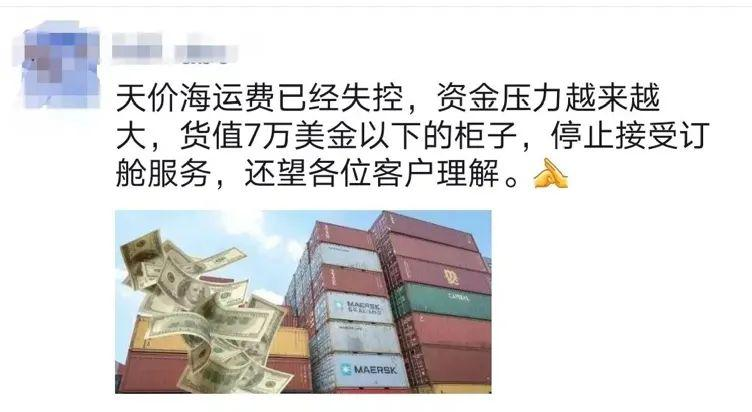 天价海运费已经失控，资金压力越来越
大，货值7万美金以下的柜子，停止接受订
舱服务，还望各位客户理解。
MAERSK
MAERSK